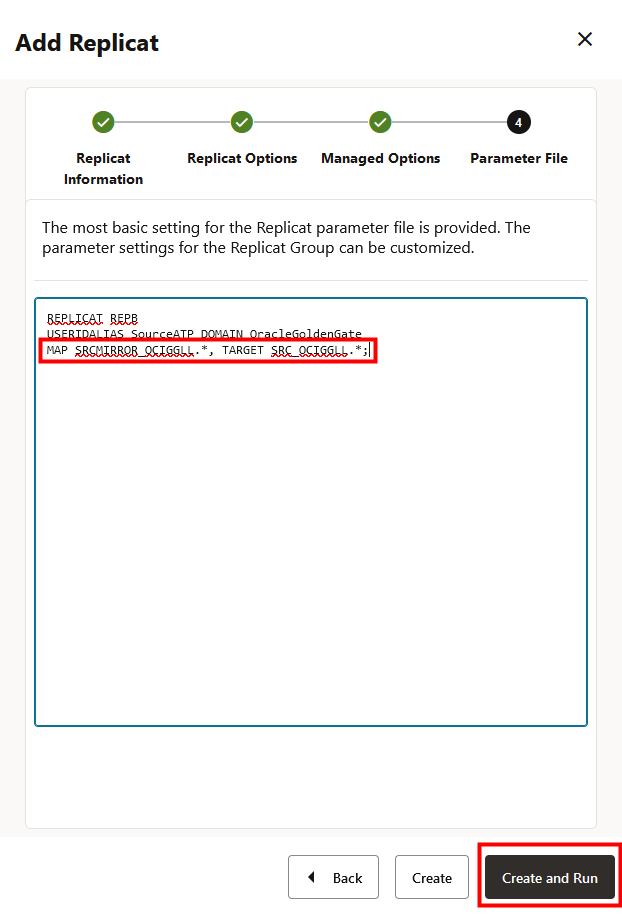 Add Replicat
4
Replicat
Information
Replicat Options
Managed Options
Parameter File
The most basic setting for the Replicat parameter file is provided. The
parameter settings for the Replicat Group can be customized.
REPLICAT REPB
USERIDALIAS SourceATP DOMAIN OracleGoldenGate
MAP SRCMIRROR_OCIGGLL.*, TARGET SRC_OCIGGLL.*;
Back
Create
Create and Run